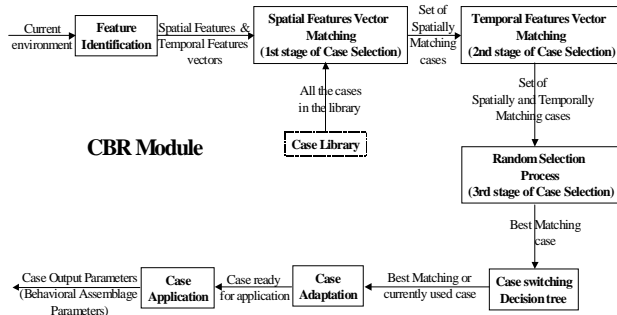 Current
environment
Feature
Identification
Spatial Features &
Temporal Features
vectors
Spatial Features Vector
Matching
(1st stage of Case Selection)
Set of
Spatially
Matching
cases
Temporal Features Vector
Matching
(2nd stage of Case Selection)
All the cases
in the library
Set of
Spatially and Temporally
Matching cases
CBR Module
Case Library
Random Selection
Process
(3rd stage of Case Selection)
Best Matching
case
Case Output Parameters
(Behavioral Assemblage
Parameters)
Case
Application
Case ready
for application
Case
Adaptation
Best Matching or
currently used case
Case switching
Decision tree